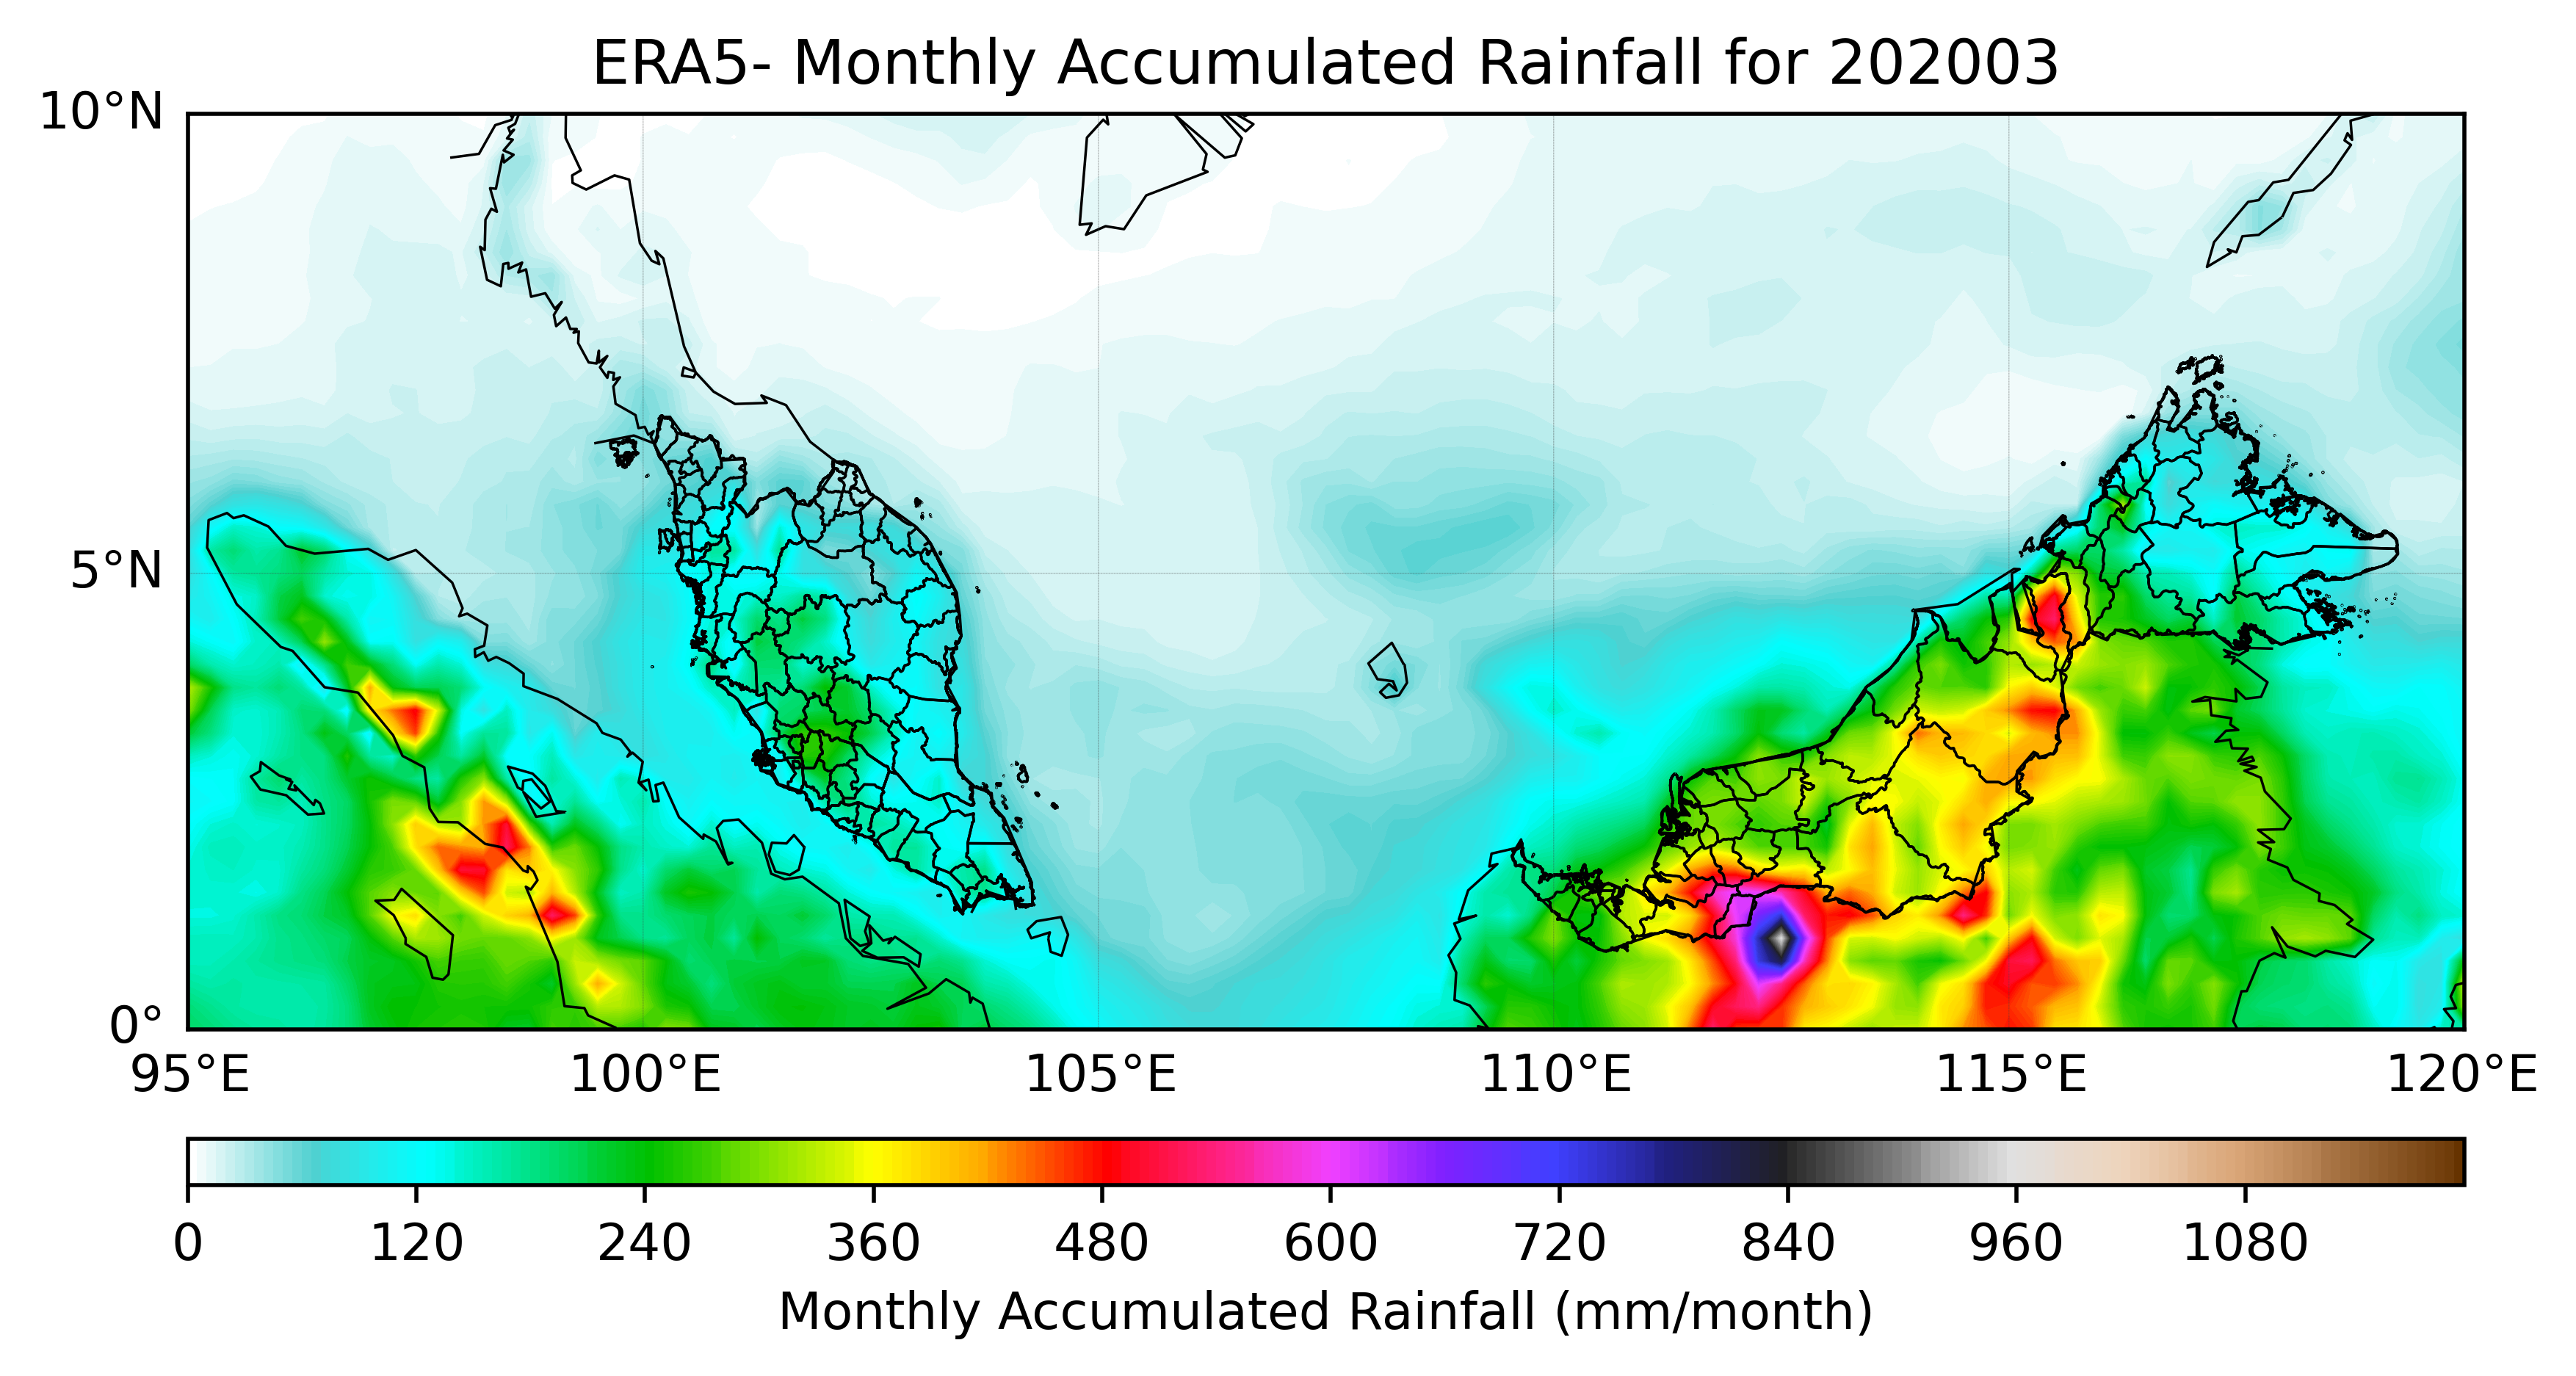 ERA5- Monthly Accumulated Rainfall for 202003
10°N
5°N
0°
95°E 100°E 105°E 110°E 115°E 120°E
0 120 240 360 480 600 720 840 960 1080
Monthly Accumulated Rainfall (mm/month)